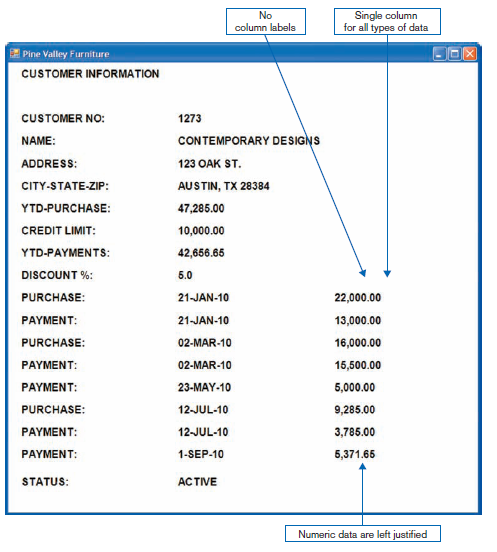 No
column labels
Single column
for all types of data
Pine Valley Furniture
CUSTOMER INFORMATION
CUSTOMER NO: 1273
NAME: CONTEMPORARY DESIGNS
ADDRESS: 123 OAK ST.
CITY-STATE-ZIP: AUSTIN, TX 28384
YTD-PURCHASE: 47,285.00
CREDIT LIMIT: 10,000.00
YTD-PAYMENTS: 42,656.65
DISCOUNT %: 5.0
PURCHASE: 21-JAN-10 22,000.00
PAYMENT: 21-JAN-10 13,000.00
PURCHASE: 02-MAR-10 16,000.00
PAYMENT: 02-MAR-10 15,500.00
PAYMENT: 23-MAY-10 5,000.00
PURCHASE: 12-JUL-10 9,285.00
PAYMENT: 12-JUL-10 3,785.00
PAYMENT: 1-SEP-10 5,371.65
STATUS: ACTIVE
Numeric data are left justified